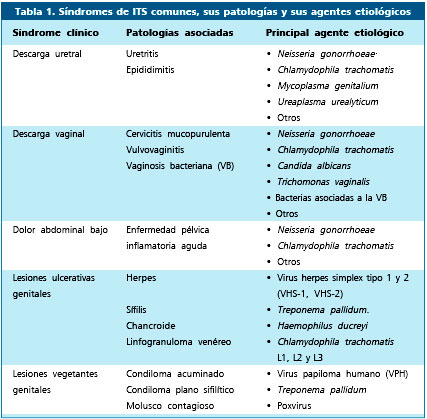 Tabla 1. Síndromes de ITS comunes, sus patologías y sus agentes etiológicos
Síndrome clínico Patologías asociadas Principal agente etiológico
Descarga uretral Uretritis • Neisseria gonorrhoeae·
Epididimitis • Chlamydophila trachomatis
• Mycoplasma genitalium
• Ureaplasma urealyticum
• Otros
Descarga vaginal Cervicitis mucopurulenta • Neisseria gonorrhoeae
Vulvovaginitis • Chlamydophila trachomatis
Vaginosis bacteriana (VB) • Candida albicans
• Trichomonas vaginalis
• Bacterias asociadas a la VB
• Otros
Dolor abdominal bajo Enfermedad pélvica • Neisseria gonorrhoeae
inflamatoria aguda • Chlamydophila trachomatis
• Otros
Lesiones ulcerativas Herpes • Virus herpes simplex tipo 1 y 2
genitales (VHS-1, VHS-2)
Sífilis • Treponema pallidum.
Chancroide • Haemophilus ducreyi
Linfogranuloma venéreo • Chlamydophila trachomatis
L1, L2 y L3
Lesiones vegetantes Condiloma acuminado • Virus papiloma humano (VPH)
genitales Condiloma plano sifilítico • Treponema pallidum
Molusco contagioso • Poxvirus